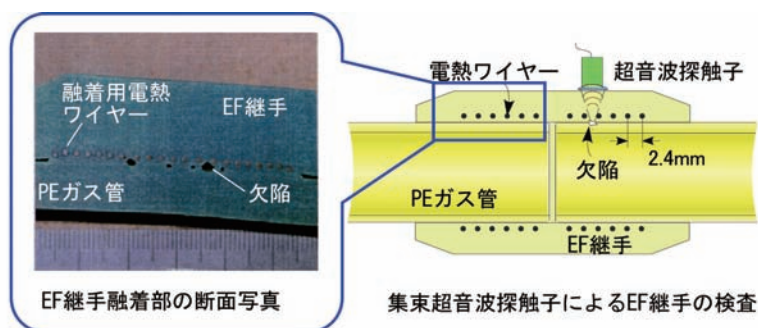 融着用電熱
ワイヤー
EF継手
PEガス管
欠陥
EF継手融着部の断面写真
電熱ワイヤー
超音波探触子
欠陥
2.4mm
PEガス管
EF継手
集束超音波探触子によるEF継手の検査